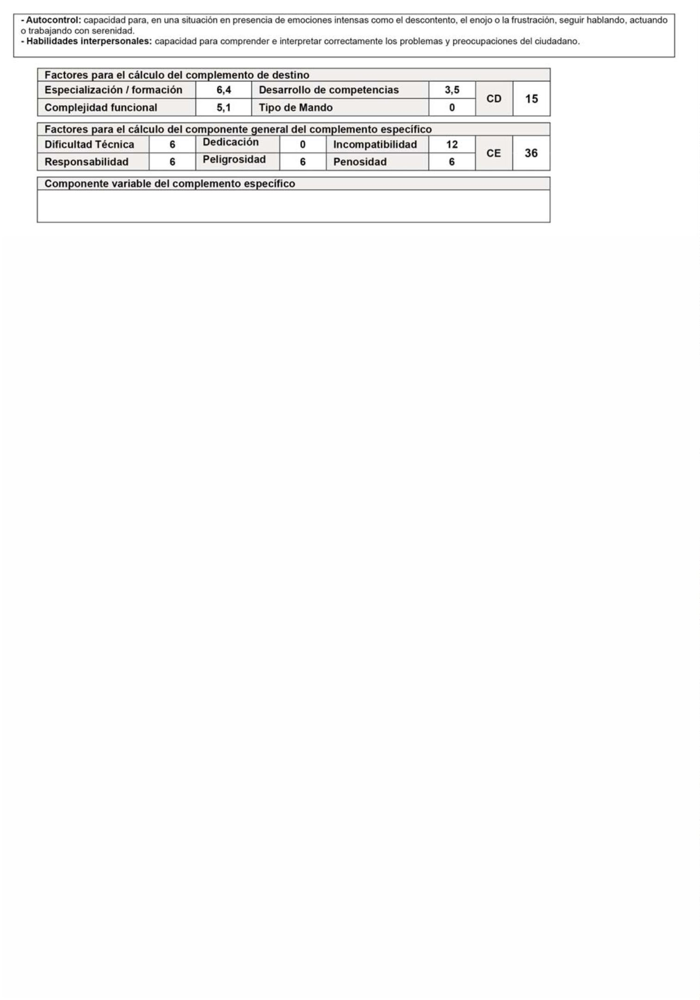 - Autocontrol: capacidad para, en una situación en presencia de emociones intensas como el descontento, el enojo o la frustración, seguir hablando, actuando
o trabajando con serenidad.
- Habilidades interpersonales: capacidad para comprender e interpretar correctamente los problemas y preocupaciones del ciudadano.
Factores para el cálculo del complemento de destino
Especialización / formación 6,4 Desarrollo de competencias 3,5 CD 15
Complejidad funcional 5,1 Tipo de Mando 0
Factores para el cálculo del componente general del complemento específico
Dificultad Técnica 6 Dedicación 0 Incompatibilidad 12 CE 36
Responsabilidad 6 Peligrosidad 6 Penosidad 6
Componente variable del complemento específico